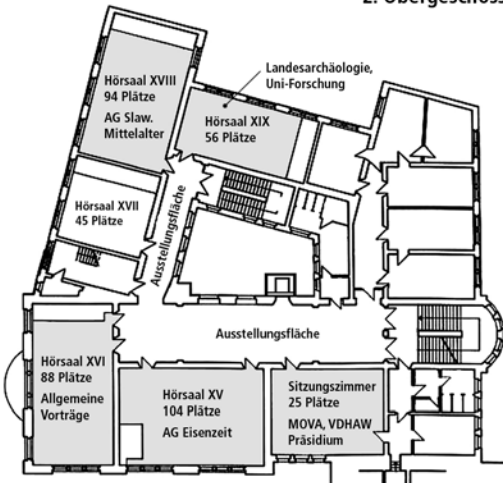 2. Obergeschoss
Landesarchäologie,
Uni-Forschung
Hörsaal XVIII
94 Plätze
AG Slaw.
Mittelalter
Hörsaal XIX
56 Plätze
Hörsaal XVII
45 Plätze
Ausstellungsfläche
Ausstellungsfläche
Hörsaal XVI
88 Plätze
Allgemeine
Vorträge
Hörsaal XV
104 Plätze
AG Eisenzeit
Sitzungszimmer
25 Plätze
MOVA, VDHAW
Präsidium